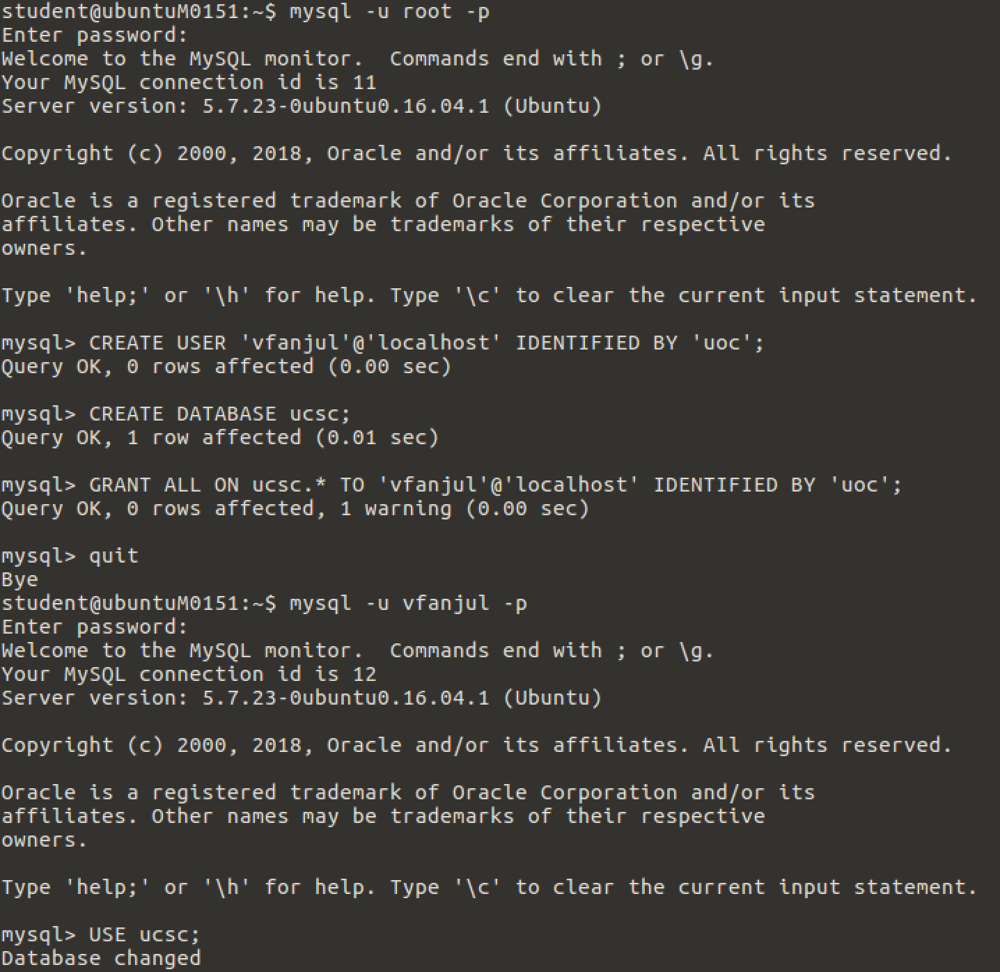 student@ubuntuM0151:~$ mysql -u root -p
Enter password:
Welcome to the MySQL monitor.  Commands end with ; or \g.
Your MySQL connection id is 11
Server version: 5.7.23-0ubuntu0.16.04.1 (Ubuntu)

Copyright (c) 2000, 2018, Oracle and/or its affiliates. All rights reserved.

Oracle is a registered trademark of Oracle Corporation and/or its
affiliates. Other names may be trademarks of their respective
owners.

Type 'help;' or '\h' for help. Type '\c' to clear the current input statement.

mysql> CREATE USER 'vfanjul'@'localhost' IDENTIFIED BY 'uoc';
Query OK, 0 rows affected (0.00 sec)

mysql> CREATE DATABASE ucsc;
Query OK, 1 row affected (0.01 sec)

mysql> GRANT ALL ON ucsc.* TO 'vfanjul'@'localhost' IDENTIFIED BY 'uoc';
Query OK, 0 rows affected, 1 warning (0.00 sec)

mysql> quit
Bye
student@ubuntuM0151:~$ mysql -u vfanjul -p
Enter password:
Welcome to the MySQL monitor.  Commands end with ; or \g.
Your MySQL connection id is 12
Server version: 5.7.23-0ubuntu0.16.04.1 (Ubuntu)

Copyright (c) 2000, 2018, Oracle and/or its affiliates. All rights reserved.

Oracle is a registered trademark of Oracle Corporation and/or its
affiliates. Other names may be trademarks of their respective
owners.

Type 'help;' or '\h' for help. Type '\c' to clear the current input statement.

mysql> USE ucsc;
Database changed